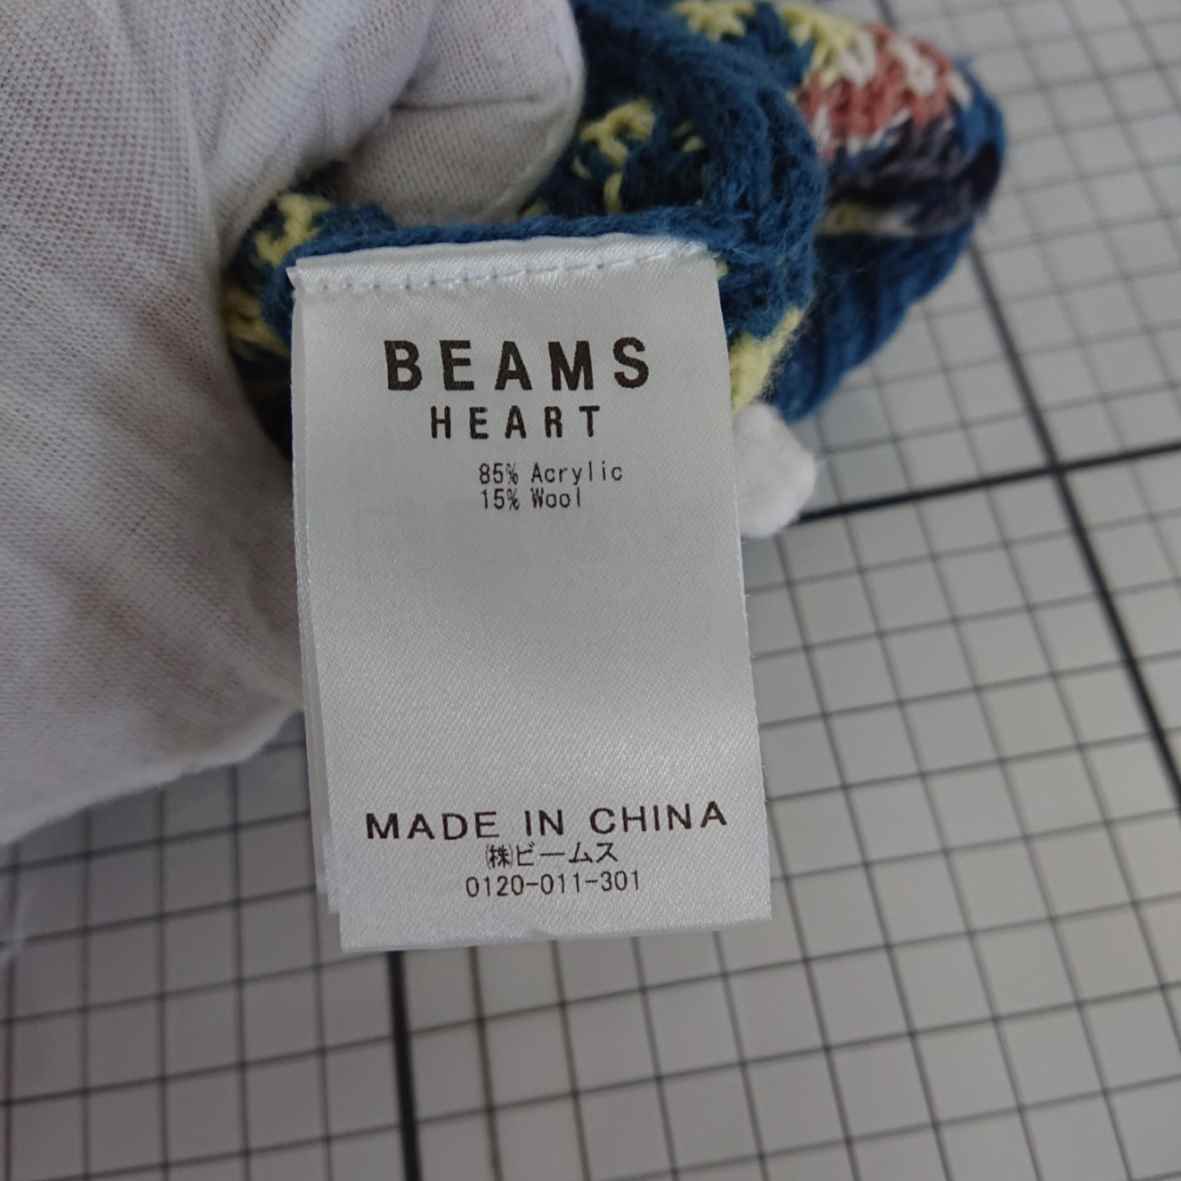 BEAMS
HEART
85% Acrylic
15% Wool
MADE IN CHINA
㈱ビームス
0120-011-301